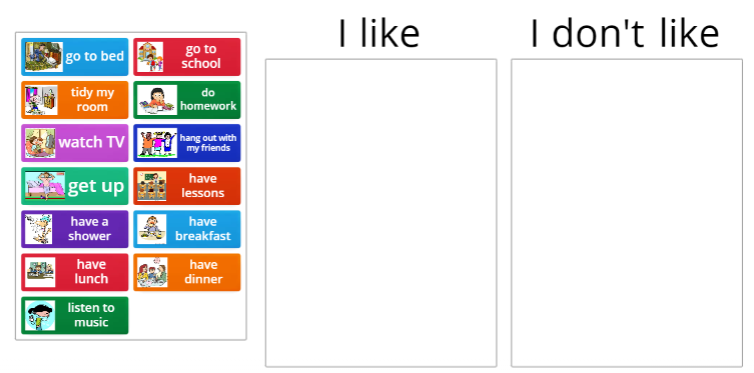 I like
I don't like
go to bed
go to
school
tidy my
room
do
homework
watch TV
hang out with
my friends
get up
have
lessons
have a
shower
have
breakfast
have
lunch
have
dinner
listen to
music